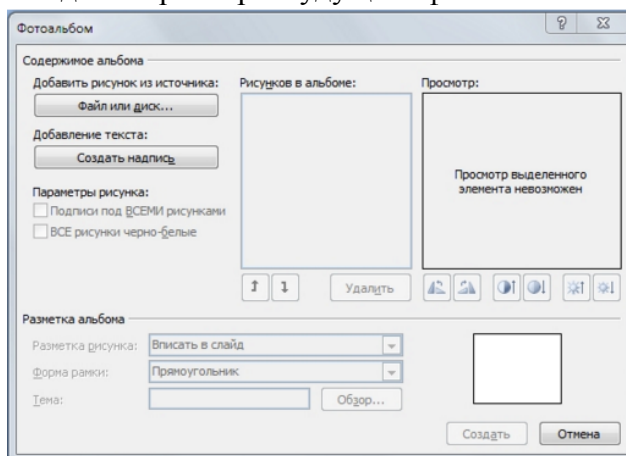 Фотоальбом
Содержимое альбома
Добавить рисунок из источника:
Файл или диск...
Добавление текста:
Создать надпись
Параметры рисунка:
Подписи под ВСЕМИ рисунками
ВСЕ рисунки черно-белые
Рисунков в альбоме:
Удалить
Просмотр:
Просмотр выделенного
элемента невозможен
Разметка альбома
Разметка рисунка: Вписать в слайд
Форма рамки: Прямоугольник
Тема: Обзор...
Создать Отмена